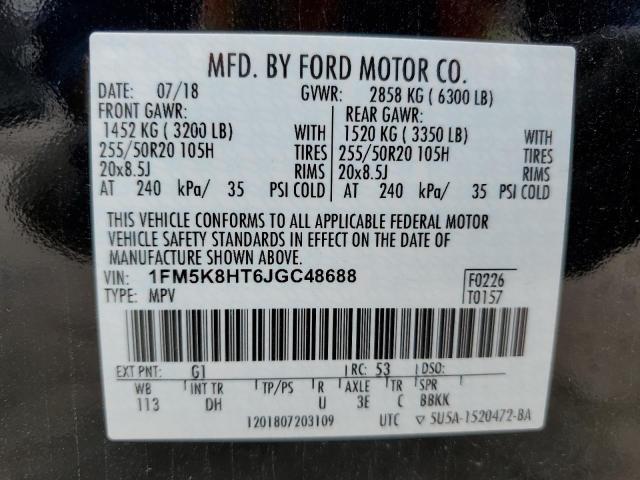 MFD. BY FORD MOTOR CO.
DATE: 07/18 GVWR: 2858 KG ( 6300 LB)
FRONT GAWR: REAR GAWR:
1452 KG ( 3200 LB) WITH 1520 KG ( 3350 LB) WITH
255/50R20 105H TIRES 255/50R20 105H TIRES
20x8.5J RIMS 20x8.5J RIMS
AT 240 kPa/ 35 PSI COLD AT 240 kPa/ 35 PSI COLD
THIS VEHICLE CONFORMS TO ALL APPLICABLE FEDERAL MOTOR
VEHICLE SAFETY STANDARDS IN EFFECT ON THE DATE OF
MANUFACTURE SHOWN ABOVE.
VIN: 1FM5K8HT6JGC48688 F0226
TYPE: MPV T0157
EXT PNT: G1 RC: 53 DSO:
WB INT TR TP/PS R AXLE TR SPR
113 DH U 3E C BBKK
1201807203109 UTC ▽ 5U5A-1520472-BA